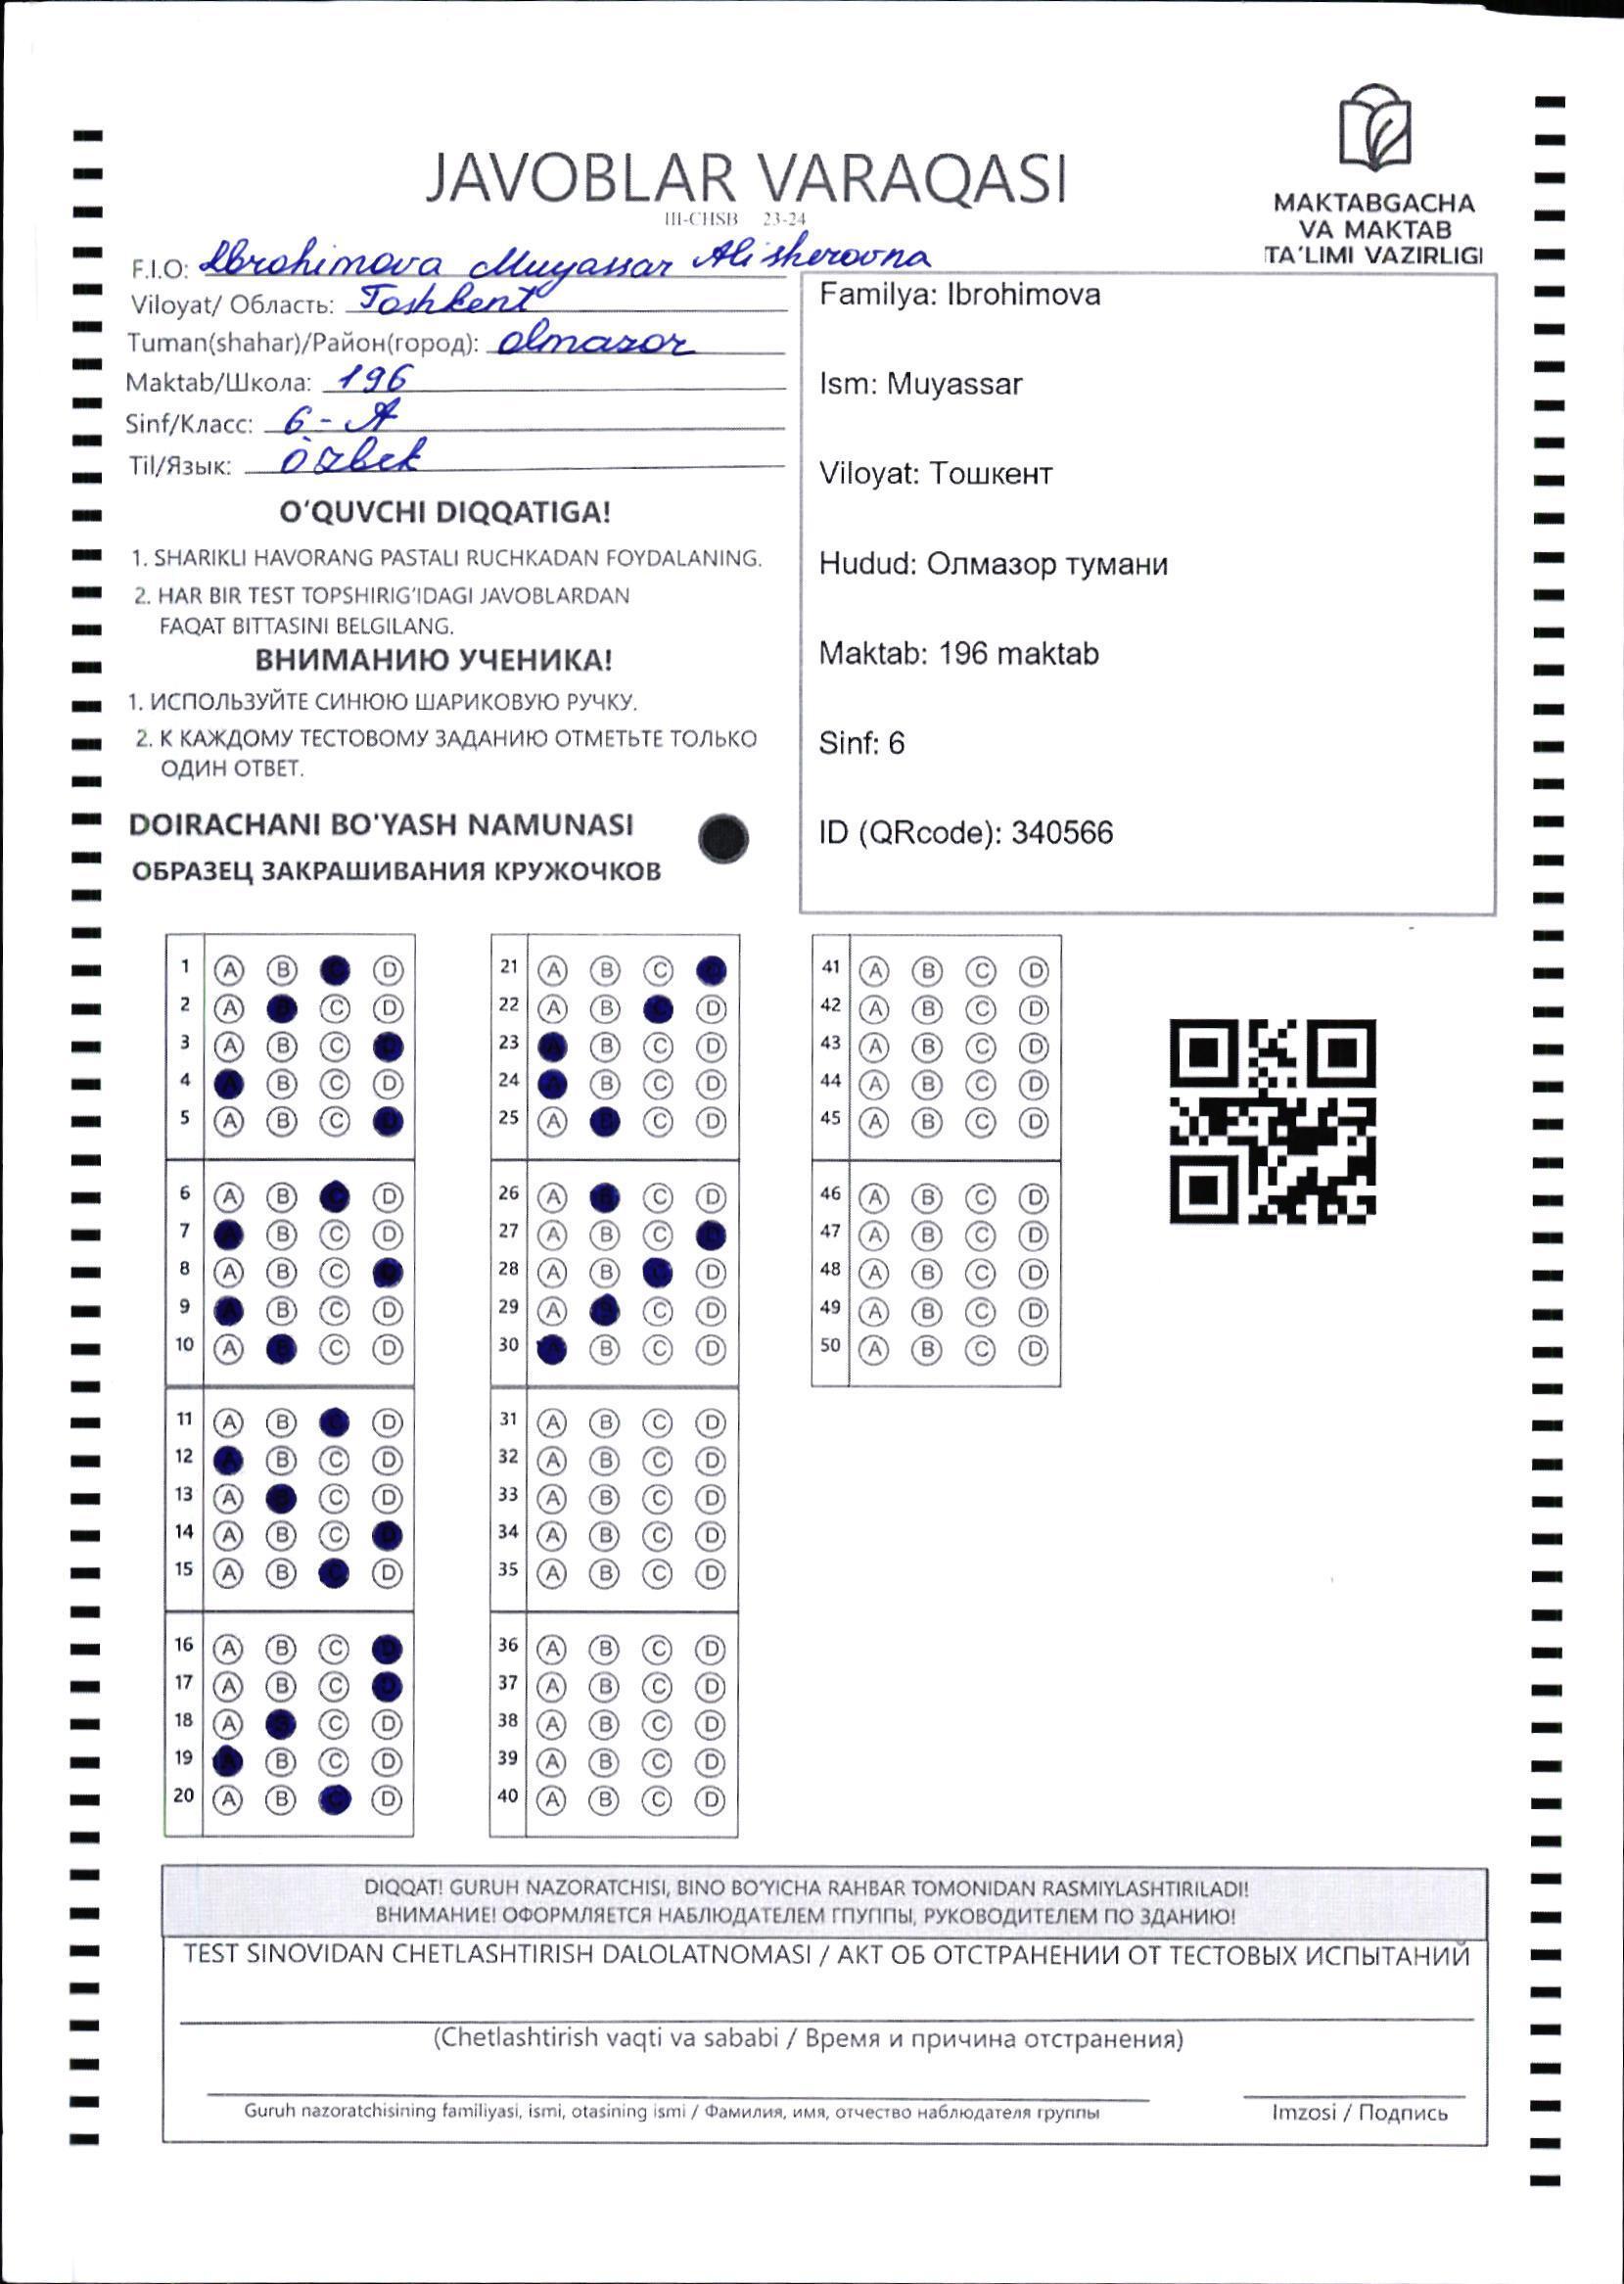 JAVOBLAR VARAQASI
III-CHSB 23-24
MAKTABGACHA
VA MAKTAB
TA'LIMI VAZIRLIGI
F.I.O: Ibrohimova Muyassar Alisherovna
Viloyat/ Область: Toshkent
Tuman(shahar)/Район(город): Olmazor
Maktab/Школа: 196
Sinf/Класс: 6 - A
Til/Язык: O'zbek
O'QUVCHI DIQQATIGA!
1. SHARIKLI HAVORANG PASTALI RUCHKADAN FOYDALANING.
2. HAR BIR TEST TOPSHIRIG'IDAGI JAVOBLARDAN
FAQAT BITTASINI BELGILANG.
ВНИМАНИЮ УЧЕНИКА!
1. ИСПОЛЬЗУЙТЕ СИНЮЮ ШАРИКОВУЮ РУЧКУ.
2. К КАЖДОМУ ТЕСТОВОМУ ЗАДАНИЮ ОТМЕТЬТЕ ТОЛЬКО
ОДИН ОТВЕТ.
DOIRACHANI BO'YASH NAMUNASI
ОБРАЗЕЦ ЗАКРАШИВАНИЯ КРУЖОЧКОВ
Familya: Ibrohimova
Ism: Muyassar
Viloyat: Тошкент
Hudud: Олмазор тумани
Maktab: 196 maktab
Sinf: 6
ID (QRcode): 340566
1 A B C D
2 A B C D
3 A B C D
4 A B C D
5 A B C D
6 A B C D
7 A B C D
8 A B C D
9 A B C D
10 A B C D
11 A B C D
12 A B C D
13 A B C D
14 A B C D
15 A B C D
16 A B C D
17 A B C D
18 A B C D
19 A B C D
20 A B C D
21 A B C D
22 A B C D
23 A B C D
24 A B C D
25 A B C D
26 A B C D
27 A B C D
28 A B C D
29 A B C D
30 A B C D
31 A B C D
32 A B C D
33 A B C D
34 A B C D
35 A B C D
36 A B C D
37 A B C D
38 A B C D
39 A B C D
40 A B C D
41 A B C D
42 A B C D
43 A B C D
44 A B C D
45 A B C D
46 A B C D
47 A B C D
48 A B C D
49 A B C D
50 A B C D
DIQQAT! GURUH NAZORATCHISI, BINO BO'YICHA RAHBAR TOMONIDAN RASMIYLASHTIRILADI!
ВНИМАНИЕ! ОФОРМЛЯЕТСЯ НАБЛЮДАТЕЛЕМ ГПУППЫ, РУКОВОДИТЕЛЕМ ПО ЗДАНИЮ!
TEST SINOVIDAN CHETLASHTIRISH DALOLATNOMASI / АКТ ОБ ОТСТРАНЕНИИ ОТ ТЕСТОВЫХ ИСПЫТАНИЙ
(Chetlashtirish vaqti va sababi / Время и причина отстранения)
Guruh nazoratchisining familiyasi, ismi, otasining ismi / Фамилия, имя, отчество наблюдателя группы
Imzosi / Подпись